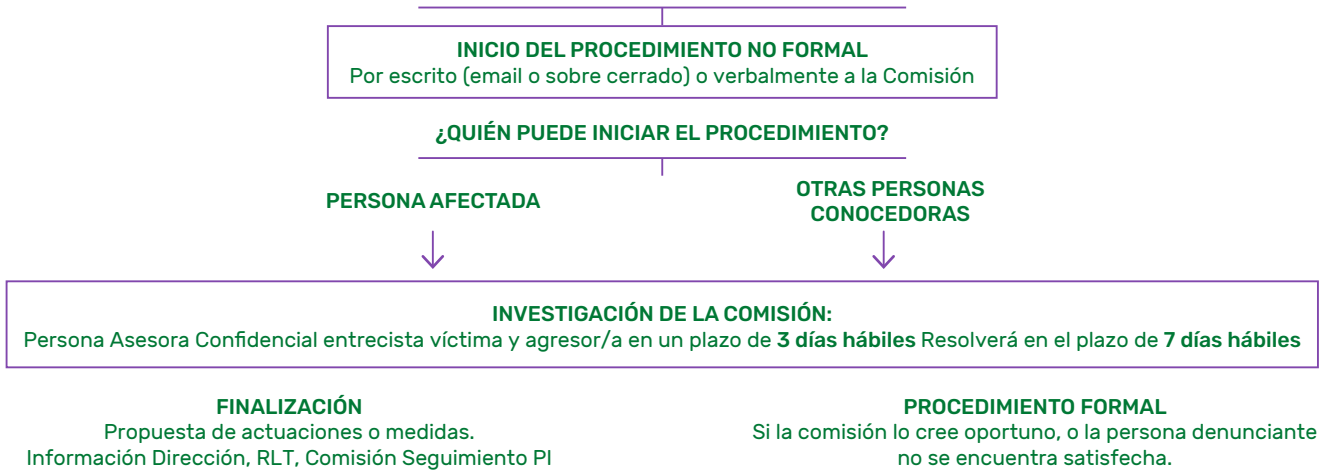 INICIO DEL PROCEDIMIENTO NO FORMAL
Por escrito (email o sobre cerrado) o verbalmente a la Comisión
¿QUIÉN PUEDE INICIAR EL PROCEDIMIENTO?
PERSONA AFECTADA
OTRAS PERSONAS
CONOCEDORAS
INVESTIGACIÓN DE LA COMISIÓN:
Persona Asesora Confidencial entrecista víctima y agresor/a en un plazo de 3 días hábiles Resolverá en el plazo de 7 días hábiles
FINALIZACIÓN
Propuesta de actuaciones o medidas.
Información Dirección, RLT, Comisión Seguimiento PI
PROCEDIMIENTO FORMAL
Si la comisión lo cree oportuno, o la persona denunciante
no se encuentra satisfecha.